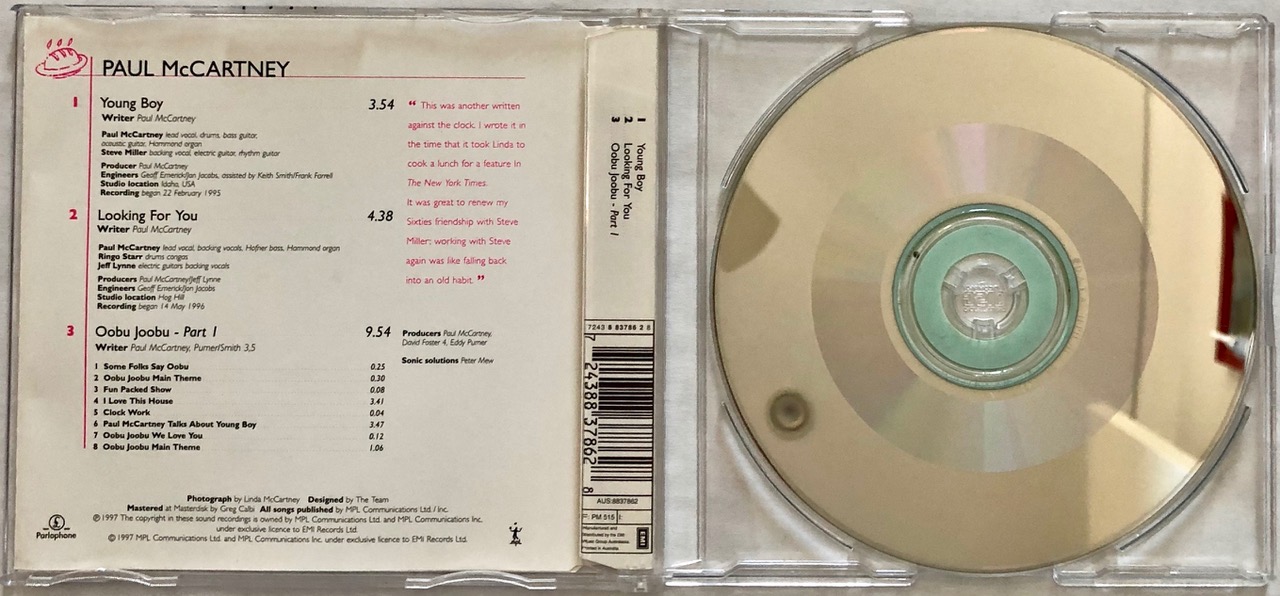 PAUL McCARTNEY
1 Young Boy 3.54
Writer Paul McCartney
Paul McCartney lead vocal, drums, bass guitar,
acoustic guitar, Hammond organ
Steve Miller backing vocal, electric guitar, rhythm guitar
Producer Paul McCartney
Engineers Geoff Emerick/Jon Jacobs, assisted by Keith Smith/Frank Farrell
Studio location Idaho, USA
Recording began 22 February 1995
2 Looking For You 4.38
Writer Paul McCartney
Paul McCartney lead vocal, backing vocals, Hofner bass, Hammond organ
Ringo Starr drums congas
Jeff Lynne electric guitars backing vocals
Producers Paul McCartney/Jeff Lynne
Engineers Geoff Emerick/Jon Jacobs
Studio location Hog Hill
Recording began 14 May 1996
3 Oobu Joobu - Part 1 9.54
Writer Paul McCartney, Pumer/Smith 3,5
1 Some Folks Say Oobu 0.25
2 Oobu Joobu Main Theme 0.30
3 Fun Packed Show 0.08
4 I Love This House 3.41
5 Clock Work 0.04
6 Paul McCartney Talks About Young Boy 3.47
7 Oobu Joobu We Love You 0.12
8 Oobu Joobu Main Theme 1.06
“ This was another written
against the clock. I wrote it in
the time that it took Linda to
cook a lunch for a feature in
The New York Times.
It was great to renew my
Sixties friendship with Steve
Miller; working with Steve
again was like falling back
into an old habit. ”
Producers Paul McCartney,
David Foster 4, Eddy Pumer
Sonic solutions Peter Mew
Photograph by Linda McCartney Designed by The Team
Mastered at Masterdisk by Greg Calbi All songs published by MPL Communications Ltd. / Inc.
℗ 1997 The copyright in these sound recordings is owned by MPL Communications Ltd. and MPL Communications Inc.
under exclusive licence to EMI Records Ltd.
© 1997 MPL Communications Ltd. and MPL Communications Inc. under exclusive licence to EMI Records Ltd.
Parlophone
1 Young Boy
2 Looking For You
3 Oobu Joobu - Part 1
7243 8 83786 2 8
7 24388 37862 8
AUS:8837862
F: PM 515 I:
Manufactured and
Distributed by the EMI
Music Group Australasia.
Printed in Australia.
EMI